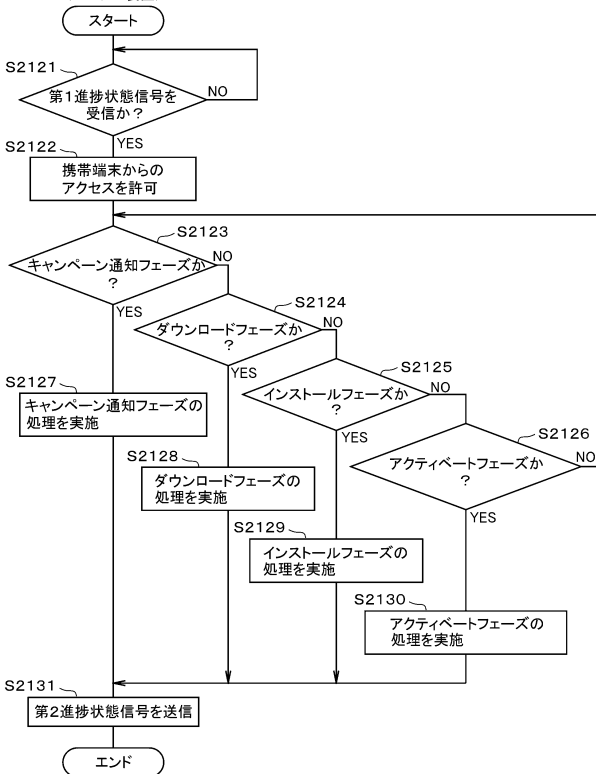 スタート
S2121
第1進捗状態信号を
受信か?
NO
YES
S2122
携帯端末からの
アクセスを許可
S2123
キャンペーン通知フェーズか
?
NO
YES
S2124
ダウンロードフェーズか
?
NO
YES
S2125
インストールフェーズか
?
NO
YES
S2126
アクティベートフェーズか
?
NO
YES
S2127
キャンペーン通知フェーズの
処理を実施
S2128
ダウンロードフェーズの
処理を実施
S2129
インストールフェーズの
処理を実施
S2130
アクティベートフェーズの
処理を実施
S2131
第2進捗状態信号を送信
エンド